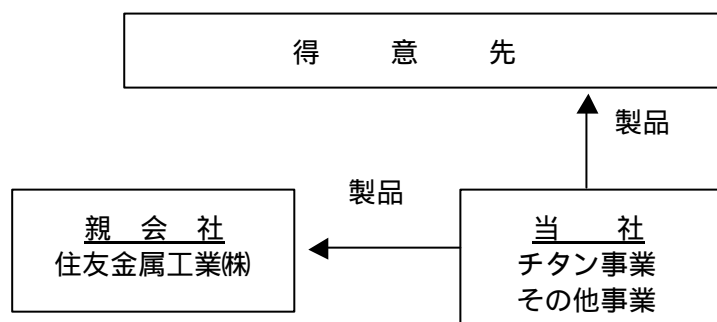 得 意 先
製品
製品
親 会 社
住友金属工業㈱
当 社
チタン事業
その他事業